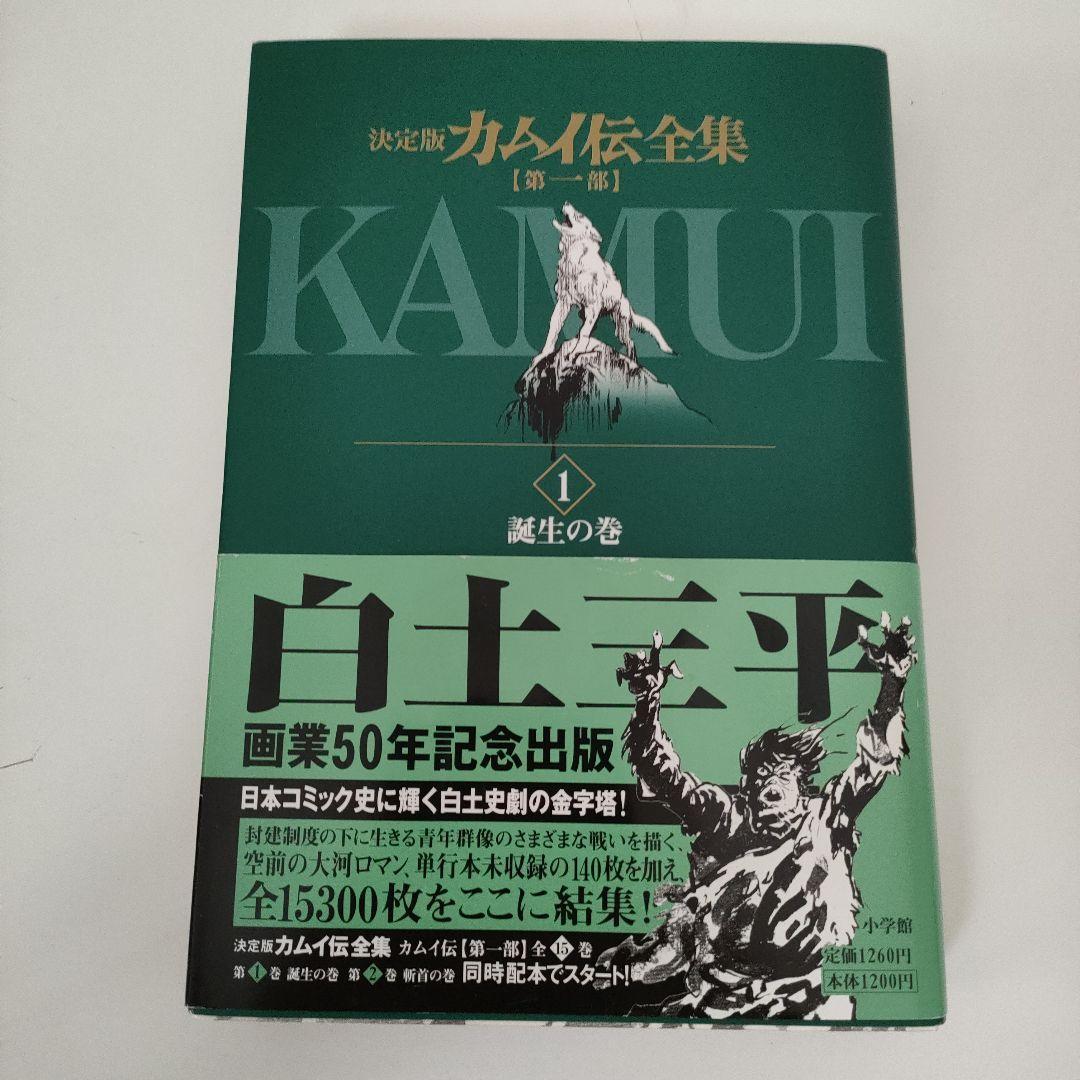 決定版 カムイ伝全集
【第一部】
KAMUI
1
誕生の巻
白土三平
画業50年記念出版
日本コミック史に輝く白土史劇の金字塔!
封建制度の下に生きる青年群像のさまざまな戦いを描く、
空前の大河ロマン、単行本未収録の140枚を加え、
全15300枚をここに結集!
決定版 カムイ伝全集 カムイ伝【第一部】全15巻
第1巻 誕生の巻 第2巻 斬首の巻 同時配本でスタート!
小学館
定価1260円
本体1200円